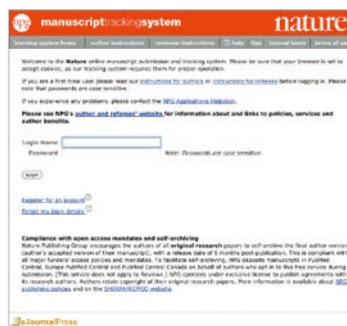 npg manuscripttrackingsystem nature
tracking system home author instructions reviewer instructions help tips journal home terms of use
Welcome to the Nature online manuscript submission and tracking system. Please be sure that your browser is set to
accept cookies, as our tracking system requires them for proper operation.
If you are a first-time user please read our instructions for authors or instructions for referees before logging in. Please
note that passwords are case sensitive.
If you experience any problems, please contact the NPG Applications Helpdesk.
Please see NPG's author and referees' website for information about and links to policies, services and
author benefits.
Login Name
Password Note: Passwords are case sensitive.
login
Register for an account
Forgot my login details
Compliance with open access mandates and self-archiving
Nature Publishing Group encourages the authors of all original research papers to self-archive the final author version
(author's accepted version of their manuscript), with a release date of 6-months post-publication. This is compliant with
all major funders' access policies and mandates. To facilitate self-archiving, NPG deposits manuscripts in PubMed
Central, Europe PubMed Central and PubMed Central Canada on behalf of authors who opt in to this free service during
submission. (This service does not apply to Reviews.) NPG operates under exclusive license to publish agreements with
its research authors. Authors retain copyright of their original research papers. More information is available about NPG
publishing policies and on the website.
eJournalPress